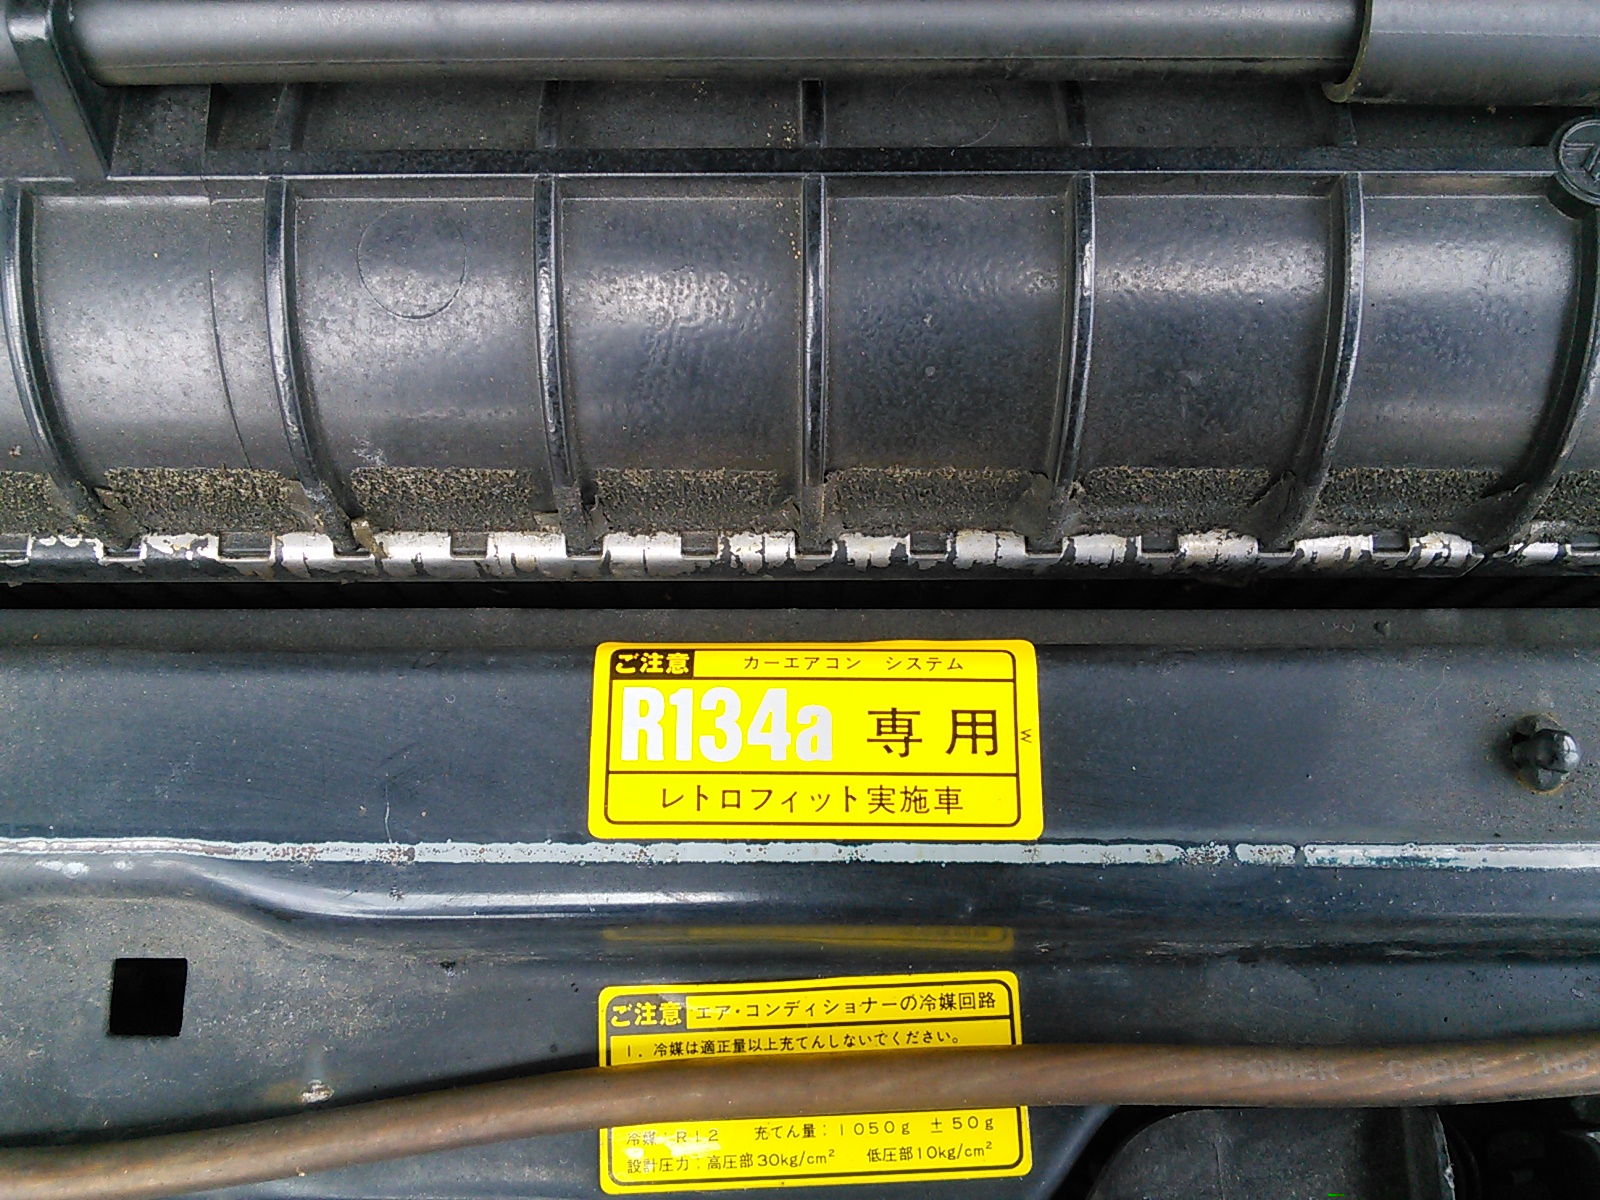 ご注意 カーエアコン システム
R134a 専用
W
レトロフィット実施車
ご注意 エア・コンディショナーの冷媒回路
1. 冷媒は適正量以上充てんしないでください。
POWER CABLE
冷媒:R12 充てん量:1050g ±50g
設計圧力:高圧部30kg/cm² 低圧部10kg/cm²